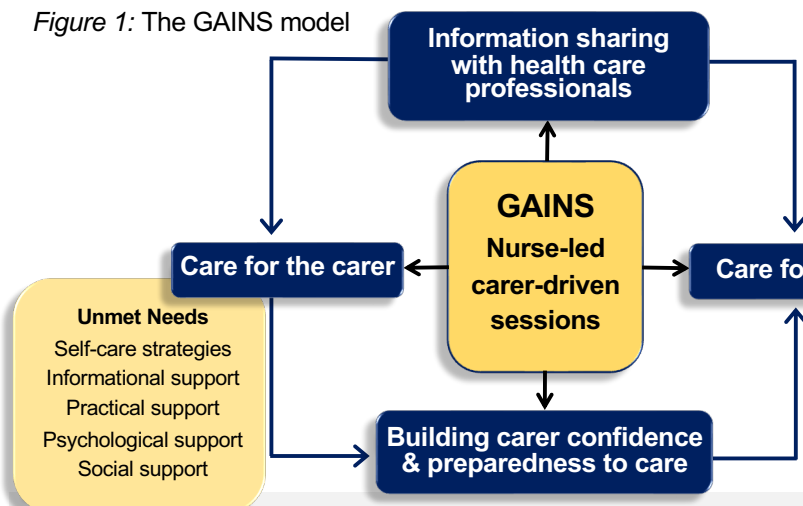 Figure 1: The GAINS model
Information sharing
with health care
professionals
GAINS
Nurse-led
carer-driven
sessions
Care for the carer
Care fo
Unmet Needs
Self-care strategies
Informational support
Practical support
Psychological support
Social support
Building carer confidence
& preparedness to care